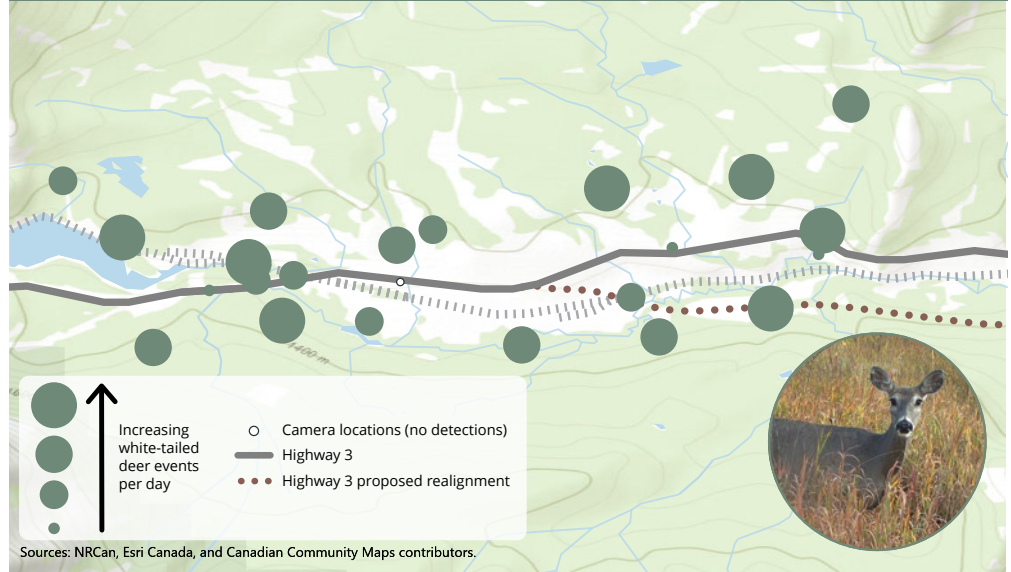 1400 m
Increasing
white-tailed
deer events
per day
Camera locations (no detections)
Highway 3
Highway 3 proposed realignment
Sources: NRCan, Esri Canada, and Canadian Community Maps contributors.